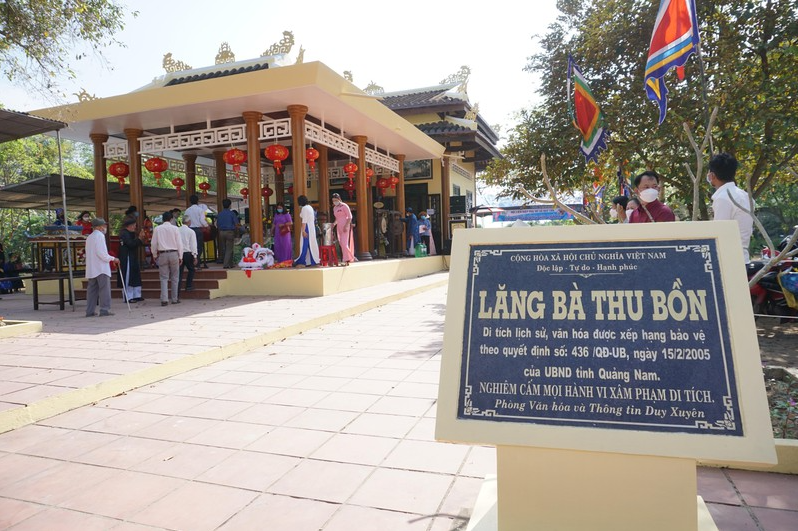 CỘNG HÒA XÃ HỘI CHỦ NGHĨA VIỆT NAM
Độc lập - Tự do - Hạnh phúc
LĂNG BÀ THU BỒN
Di tích lịch sử, văn hóa được xếp hạng bảo vệ
theo quyết định số: 436 /QĐ-UB, ngày 15/2/2005
của UBND tỉnh Quảng Nam.
NGHIÊM CẤM MỌI HÀNH VI XÂM PHẠM DI TÍCH.
Phòng Văn hóa và Thông tin Duy Xuyên